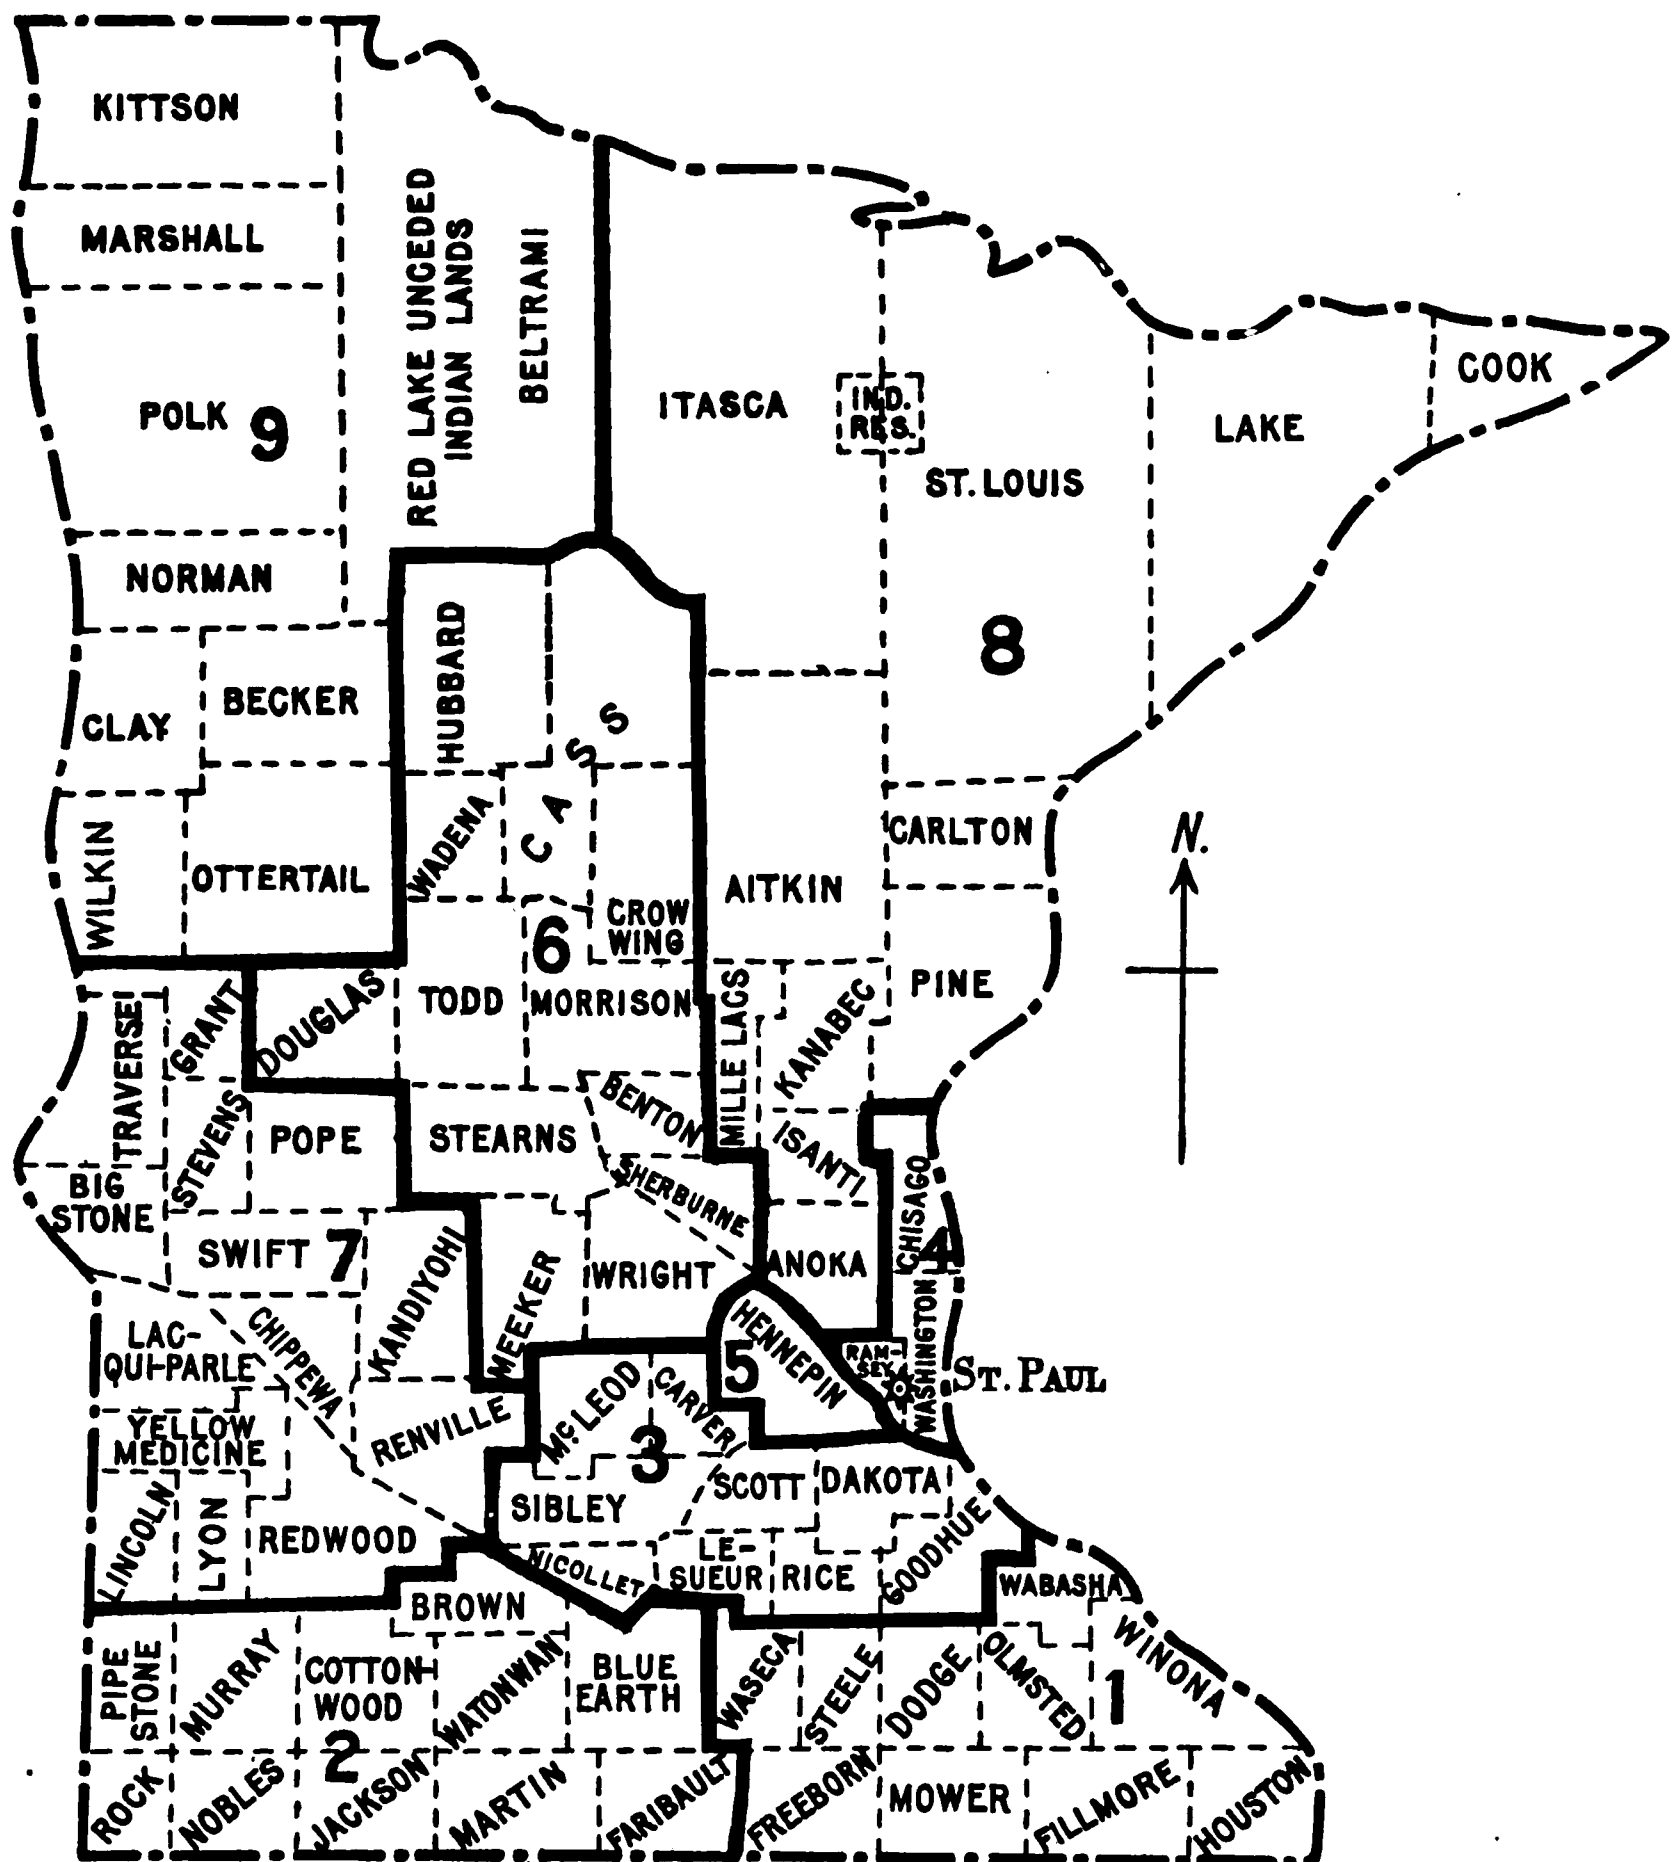 KITTSON
MARSHALL
RED LAKE UNCEDED
INDIAN LANDS
BELTRAMI
POLK
9
NORMAN
ITASCA
IND.
RES.
ST. LOUIS
LAKE
COOK
8
HUBBARD
BECKER
CLAY
CASS
WADENA
WILKIN
OTTERTAIL
CROW
WING
6
AITKIN
CARLTON
N.
PINE
TRAVERSE
GRANT
DOUGLAS
TODD
MORRISON
MILLE LACS
KANABEC
STEVENS
POPE
STEARNS
BENTON
ISANTI
BIG
STONE
SHERBURNE
CHISAGO
4
SWIFT
7
KANDIYOHI
MEEKER
WRIGHT
ANOKA
LAC-
QUI-PARLE
CHIPPEWA
HENNEPIN
5
RAM-
SEY
WASHINGTON
ST. PAUL
YELLOW
MEDICINE
RENVILLE
Mc.LEOD
CARVER
3
SIBLEY
SCOTT
DAKOTA
LINCOLN
LYON
REDWOOD
NICOLLET
LE-
SUEUR
RICE
GOODHUE
WABASHA
BROWN
PIPE
STONE
MURRAY
COTTON-
WOOD
WATONWAN
BLUE
EARTH
WASECA
STEELE
DODGE
OLMSTED
1
WINONA
2
ROCK
NOBLES
JACKSON
MARTIN
FARIBAULT
FREEBORN
MOWER
FILLMORE
HOUSTON